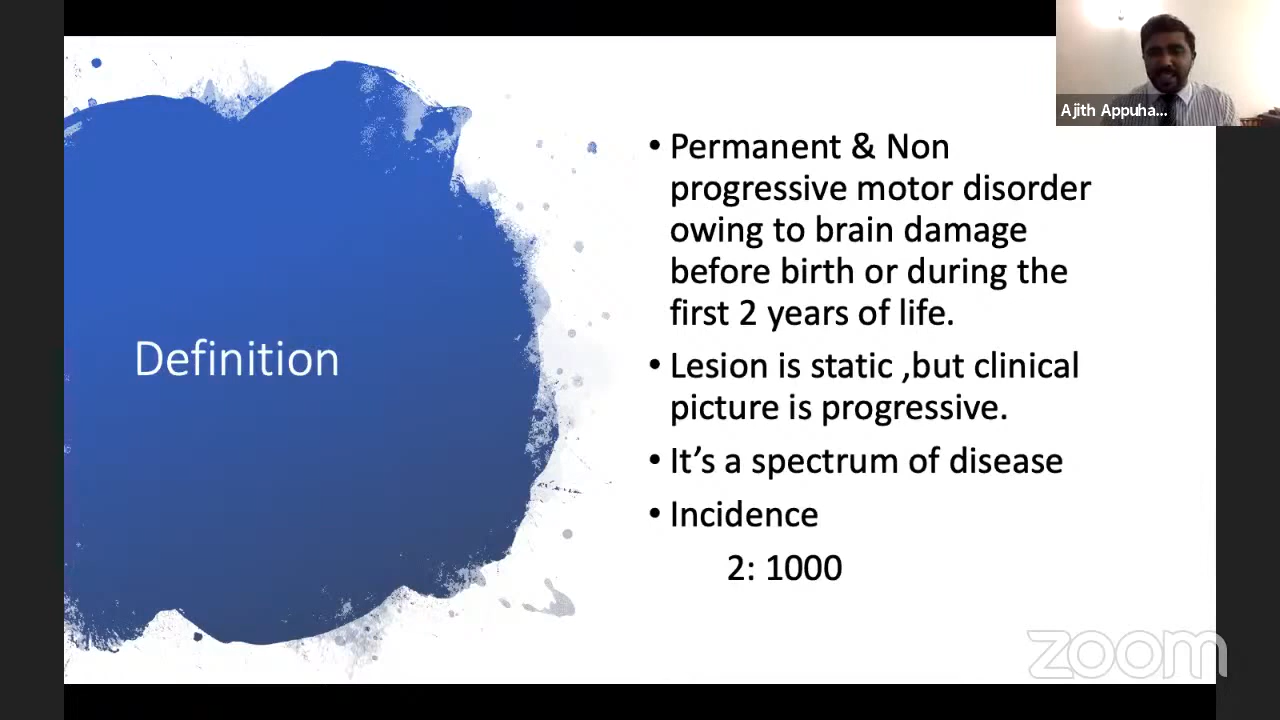 Ajith Appuha...
Definition
• Permanent & Non
progressive motor disorder
owing to brain damage
before birth or during the
first 2 years of life.
• Lesion is static ,but clinical
picture is progressive.
• It’s a spectrum of disease
• Incidence
2: 1000
zoom